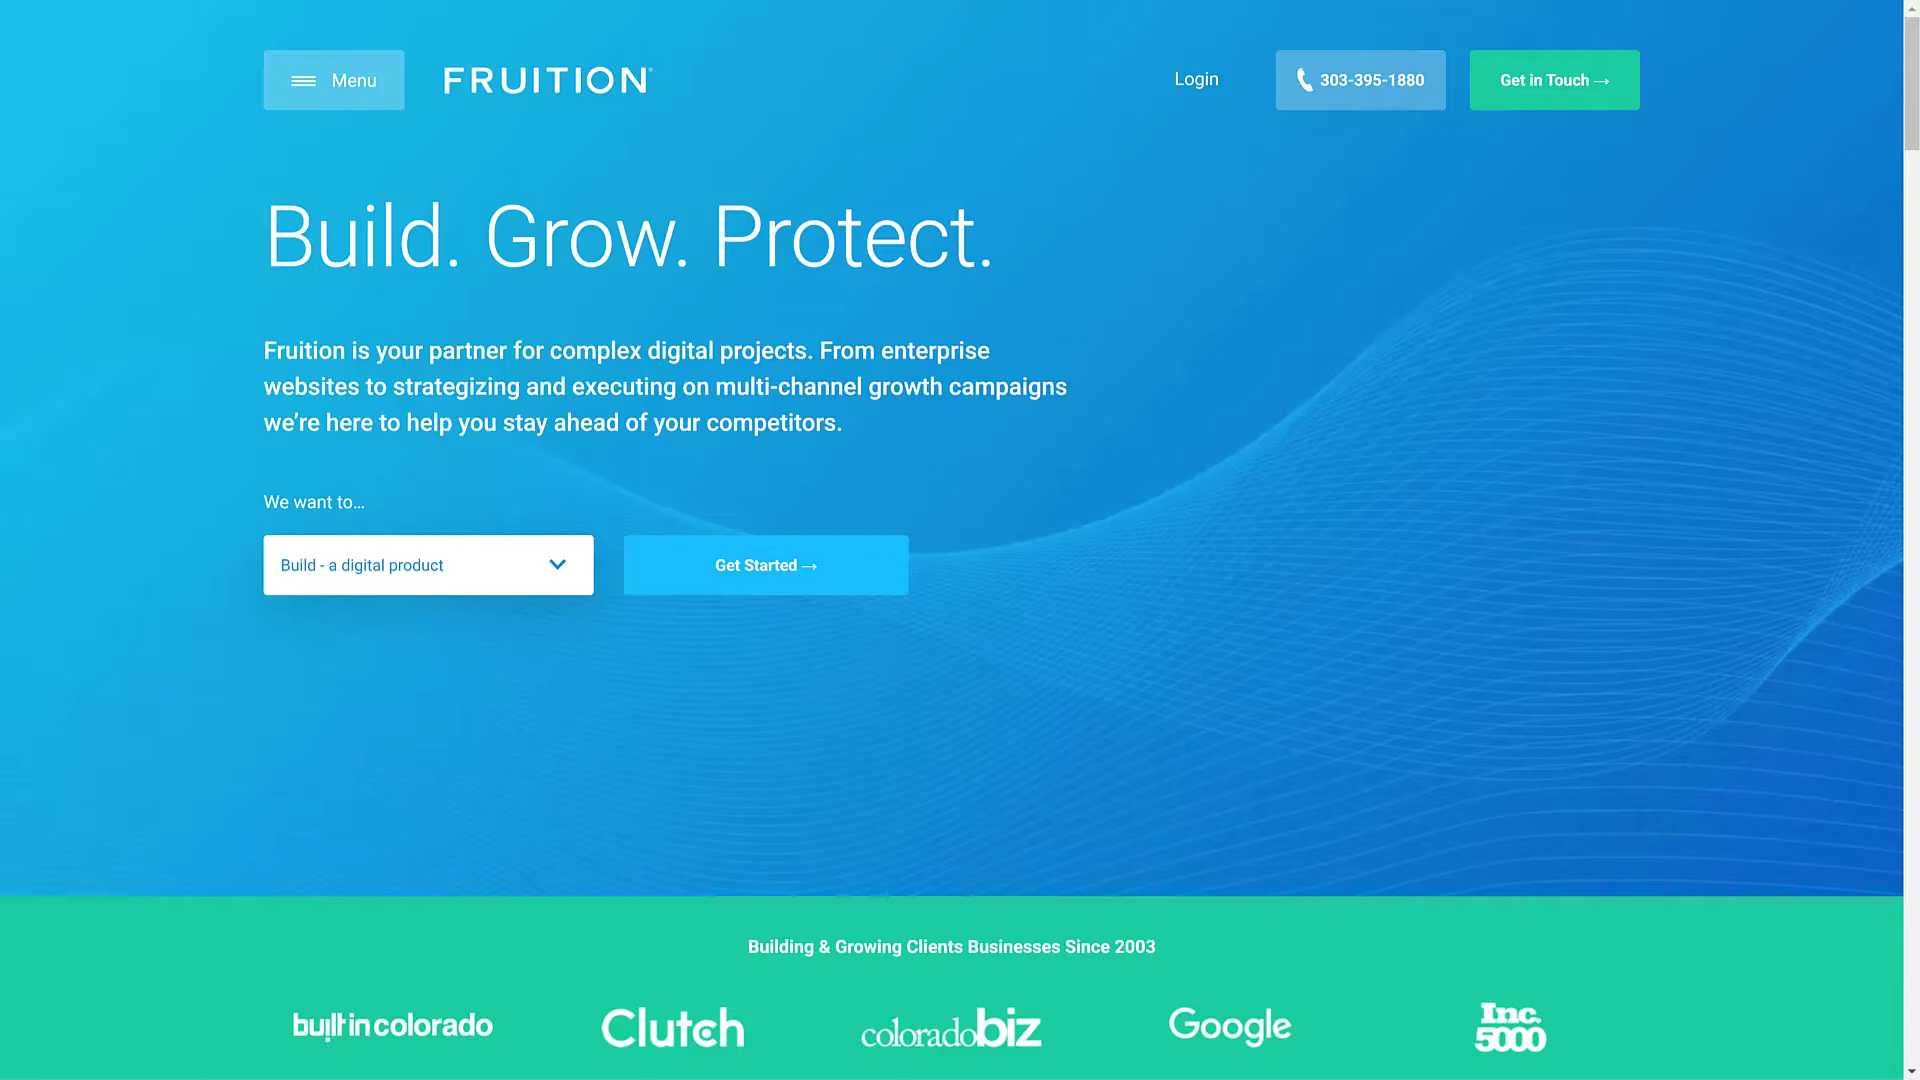 Menu
FRUITION
Login
303-395-1880
Get in Touch →
Build. Grow. Protect.
Fruition is your partner for complex digital projects. From enterprise
websites to strategizing and executing on multi-channel growth campaigns
we’re here to help you stay ahead of your competitors.
We want to...
Build - a digital product
Get Started →
Building & Growing Clients Businesses Since 2003
built in colorado
Clutch
coloradobiz
Google
Inc.
5000